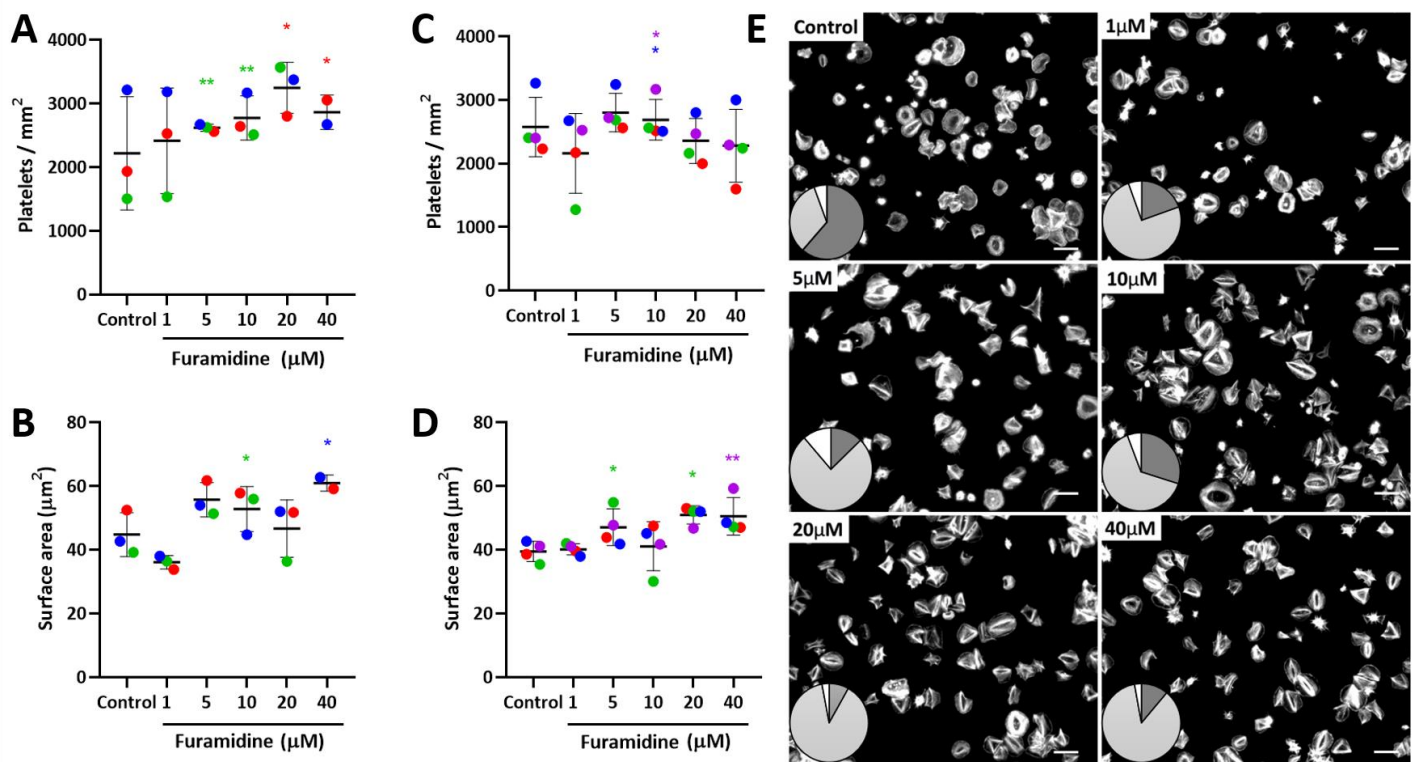 A
Platelets / mm²
4000
3000
2000
1000
0
*
*
**
**
Control 1 5 10 20 40
Furamidine (μM)
B
Surface area (μm²)
80
60
40
20
0
*
*
Control 1 5 10 20 40
Furamidine (μM)
C
Platelets / mm²
4000
3000
2000
1000
0
*
*
Control 1 5 10 20 40
Furamidine (μM)
D
Surface area (μm²)
80
60
40
20
0
*
*
**
Control 1 5 10 20 40
Furamidine (μM)
E
Control
1μM
5μM
10μM
20μM
40μM